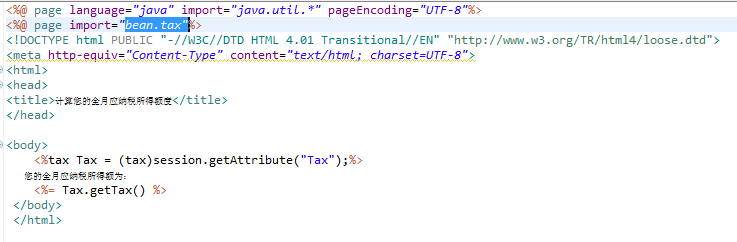 <%@ page language="java" import="java.util.*" pageEncoding="UTF-8"%>
<%@ page import="bean.tax"%>
<!DOCTYPE html PUBLIC "-//W3C//DTD HTML 4.01 Transitional//EN" "http://www.w3.org/TR/html4/loose.dtd">
<meta http-equiv="Content-Type" content="text/html; charset=UTF-8">
<html>
<head>
<title>计算您的全月应纳税所得额度</title>
</head>
<body>
<%tax Tax = (tax)session.getAttribute("Tax");%>
您的全月应纳税所得额为:
<%= Tax.getTax() %>
</body>
</html>